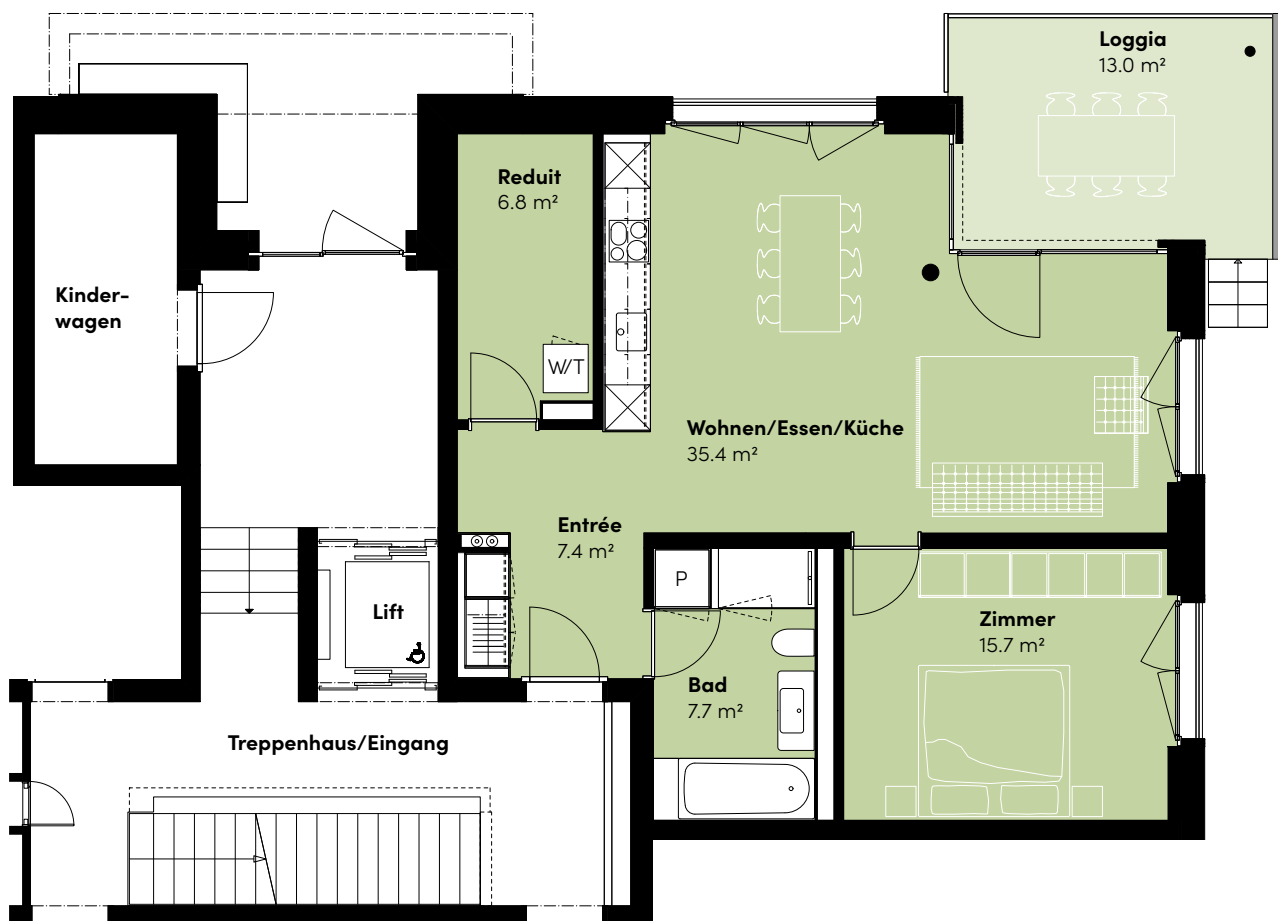 Loggia
13.0 m²
Reduit
6.8 m²
Kinder-
wagen
W/T
Wohnen/Essen/Küche
35.4 m²
Entrée
7.4 m²
P
Lift
Zimmer
15.7 m²
Bad
7.7 m²
Treppenhaus/Eingang